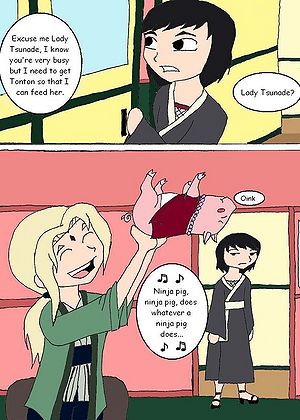 Excuse me Lady
Tsunade, I know
you're very busy
but I need to get
Tonton so that I
can feed her.
Lady Tsunade?
Oink
Ninja pig,
ninja pig, does
whatever a
ninja pig
does...